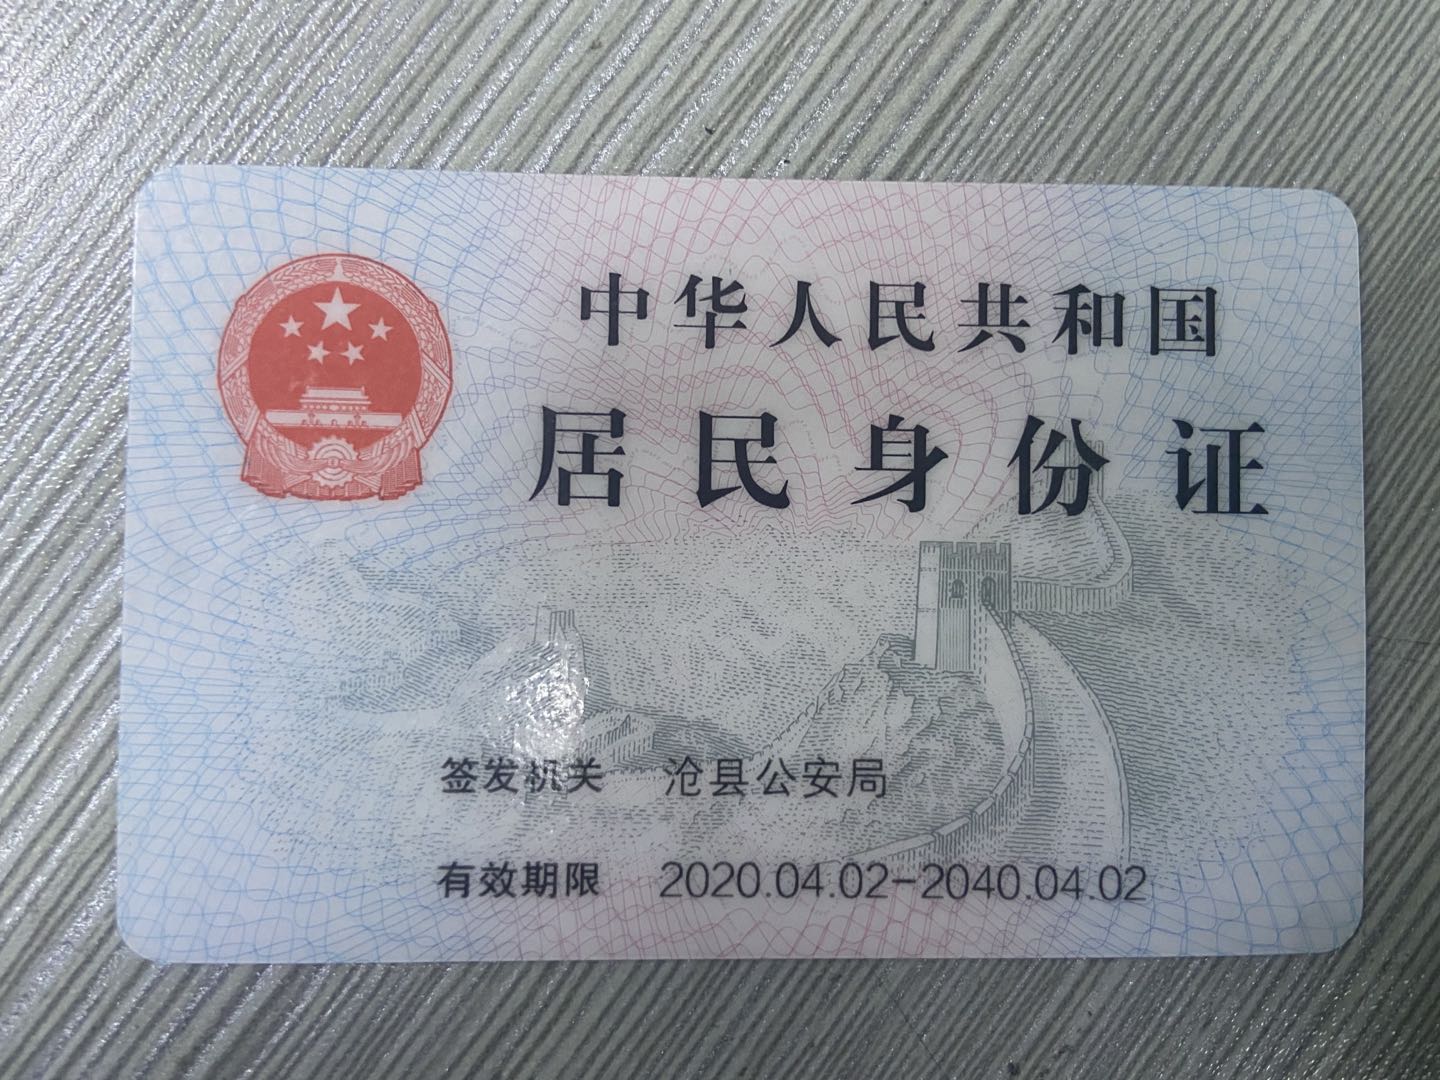 中华人民共和国
居民身份证
签发机关 沧县公安局
有效期限 2020.04.02-2040.04.02